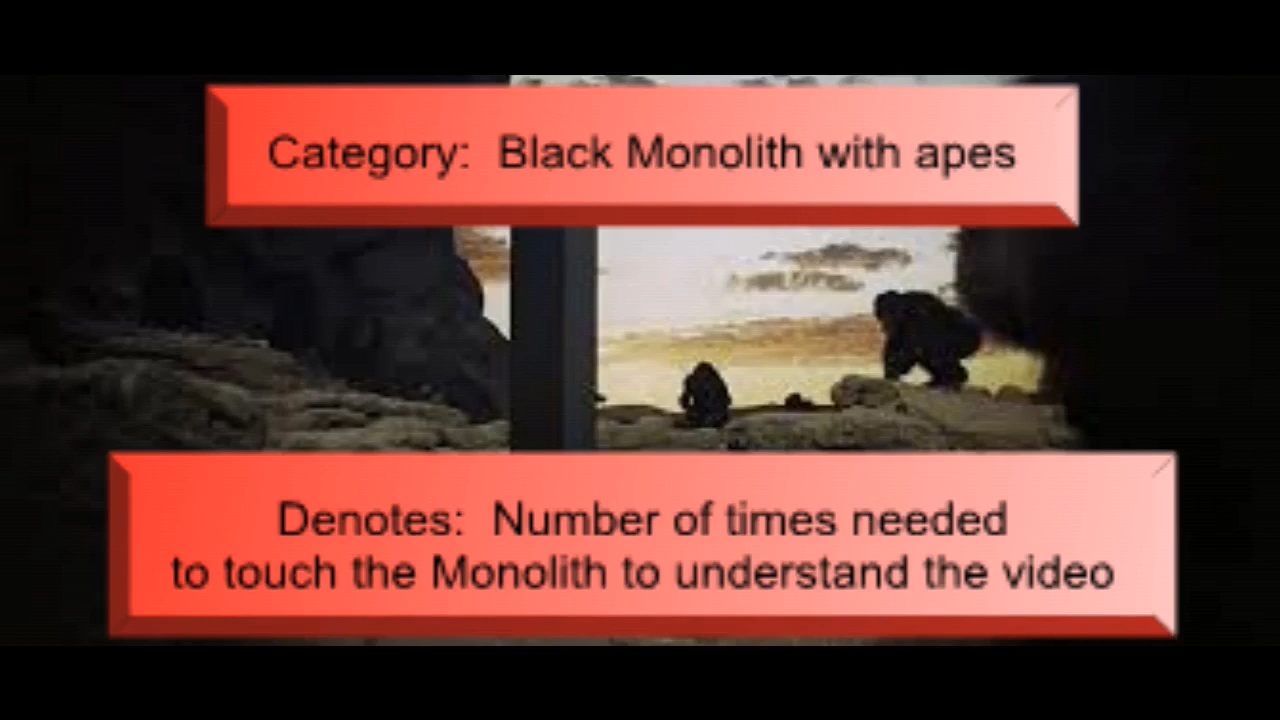 Category:  Black Monolith with apes
Denotes:  Number of times needed
to touch the Monolith to understand the video